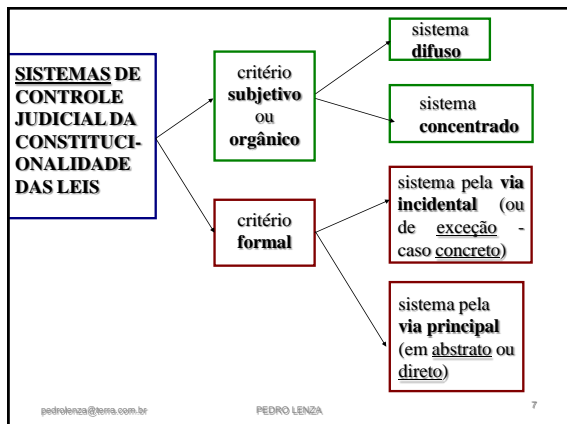 SISTEMAS DE
CONTROLE
JUDICIAL DA
CONSTITUCI-
ONALIDADE
DAS LEIS
critério
subjetivo
ou
orgânico
critério
formal
sistema
difuso
sistema
concentrado
sistema pela via
incidental (ou
de exceção -
caso concreto)
sistema pela
via principal
(em abstrato ou
direto)
pedrolenza@terra.com.br
PEDRO LENZA
7